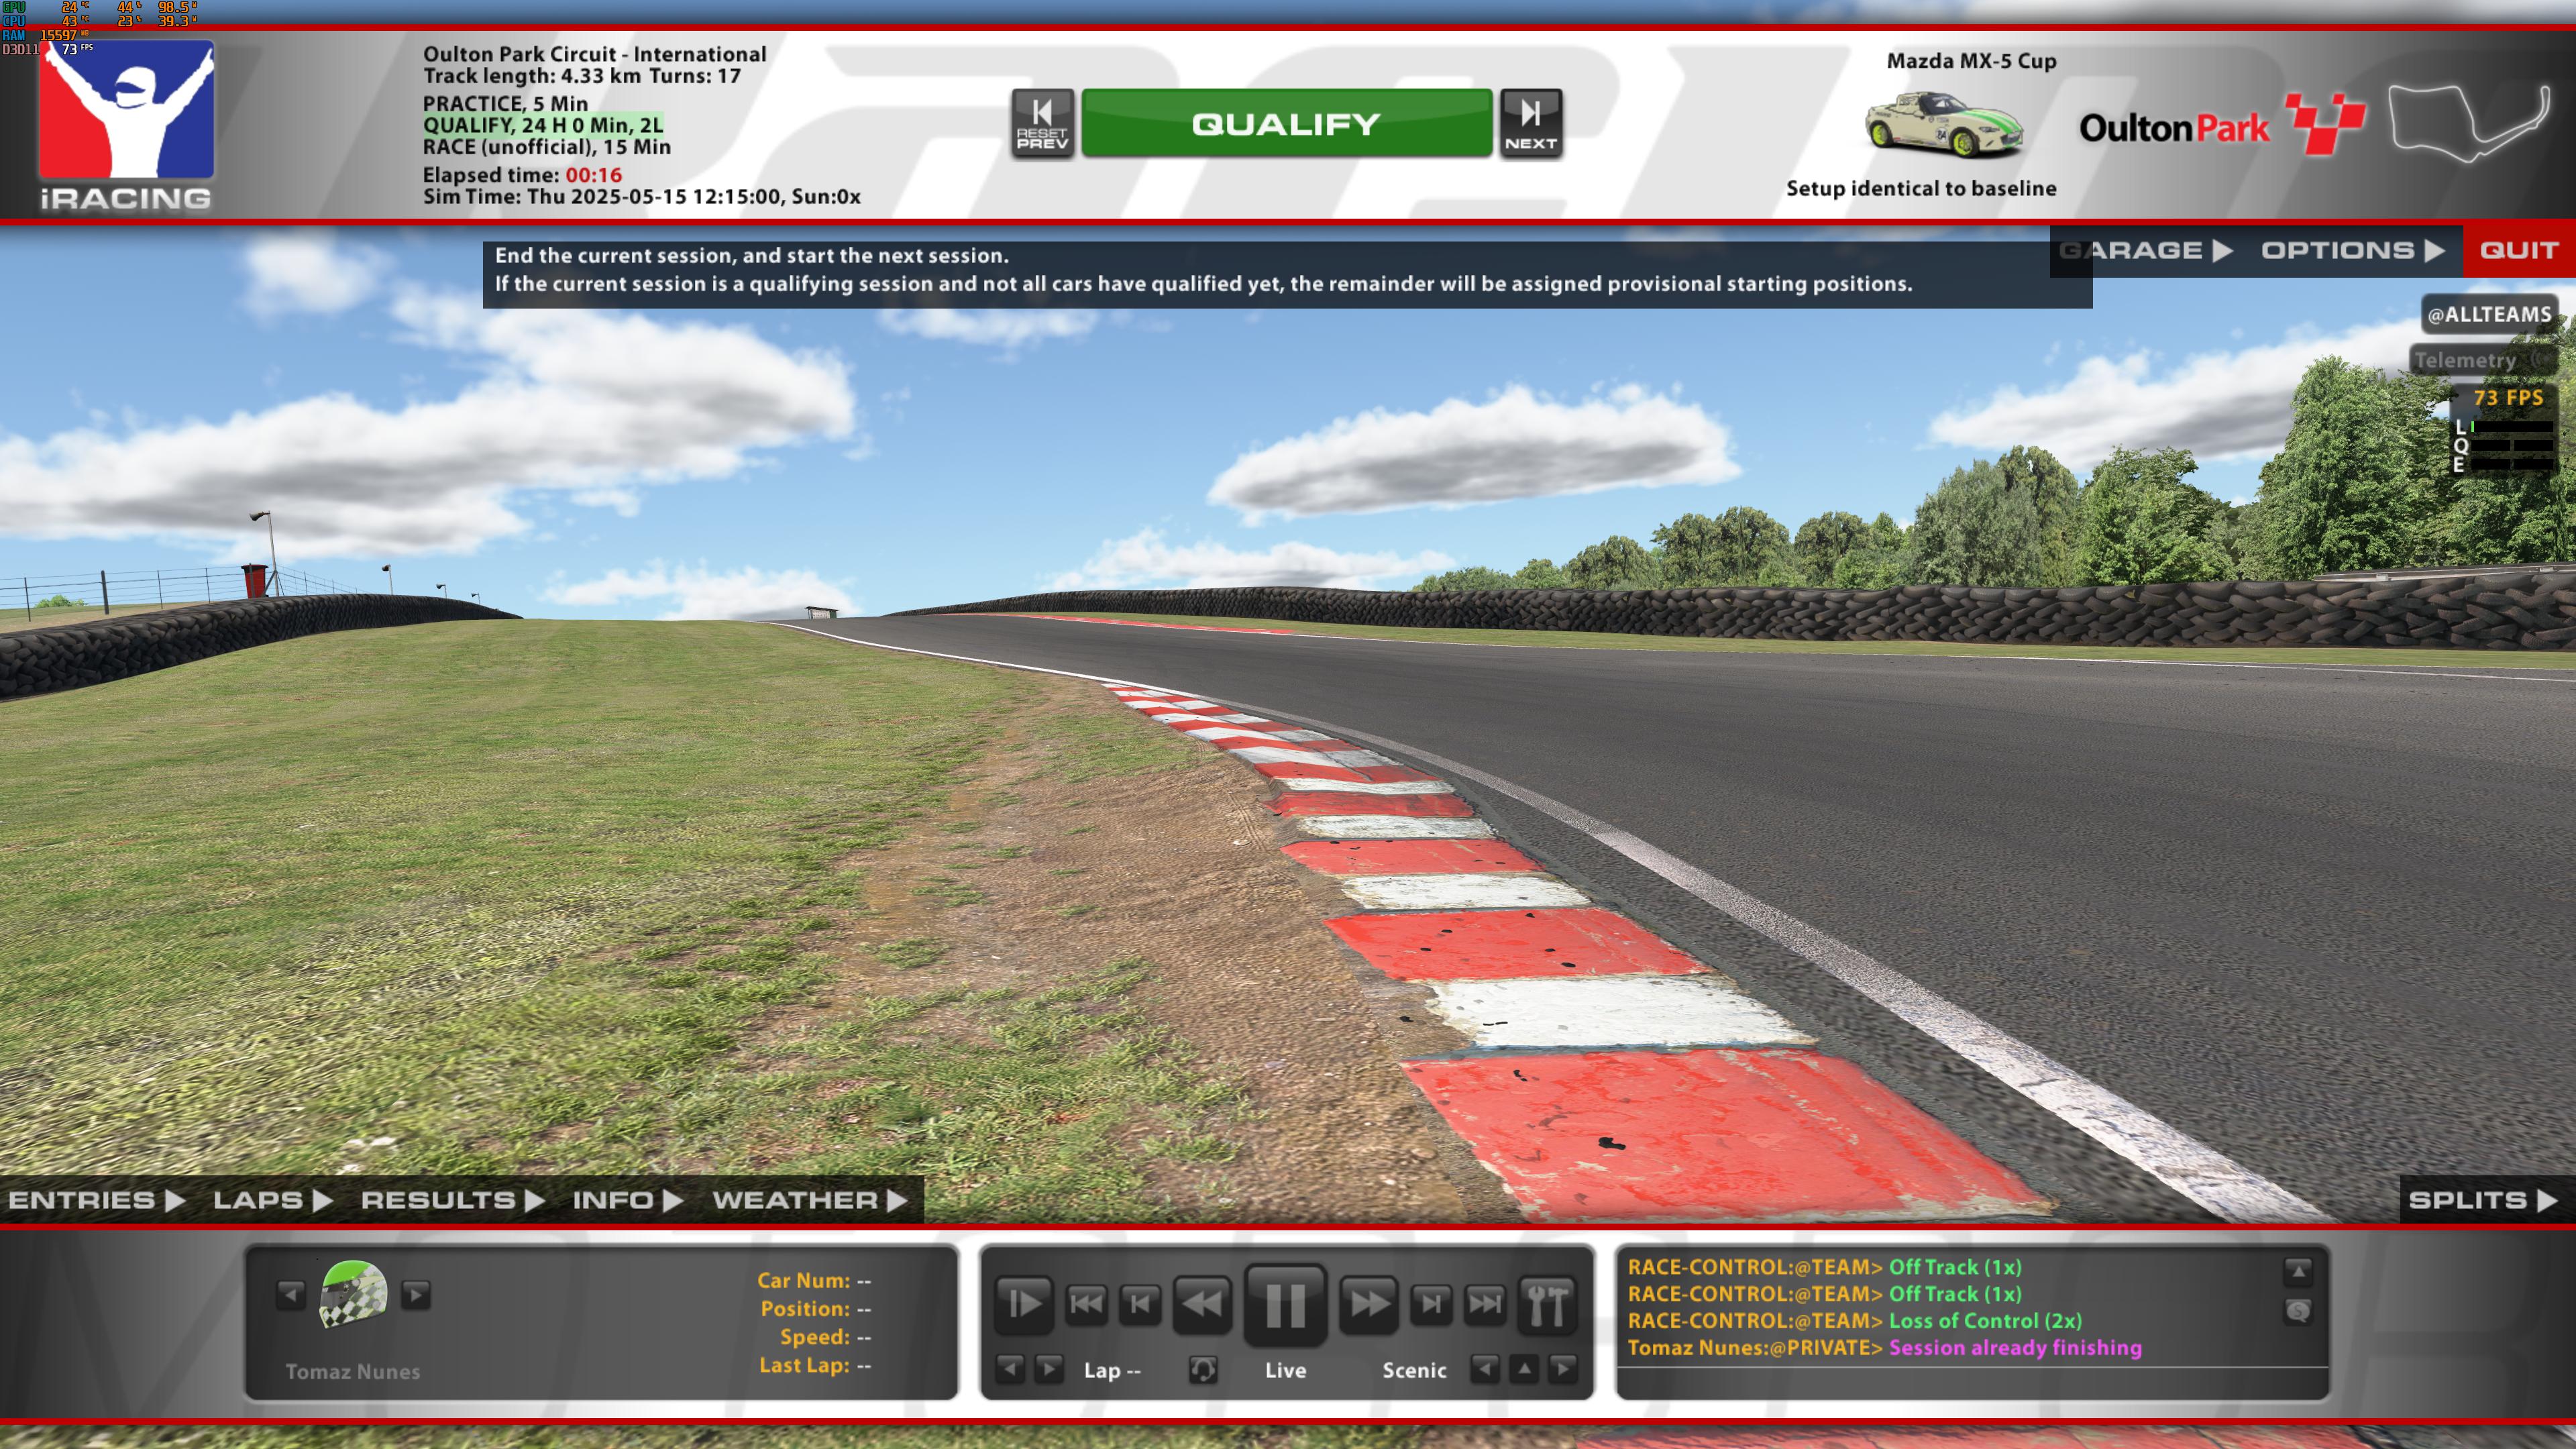 GPU 24 °C 44 % 98.5 W
CPU 43 °C 23 % 39.3 W
RAM 15597 MB
D3D11 73 FPS
iRACING
Oulton Park Circuit - International
Track length: 4.33 km Turns: 17
PRACTICE, 5 Min
QUALIFY, 24 H 0 Min, 2L
RACE (unofficial), 15 Min
Elapsed time: 00:16
Sim Time: Thu 2025-05-15 12:15:00, Sun:0x
RESET PREV
QUALIFY
NEXT
Mazda MX-5 Cup
Setup identical to baseline
Oulton Park
End the current session, and start the next session.
If the current session is a qualifying session and not all cars have qualified yet, the remainder will be assigned provisional starting positions.
GARAGE
OPTIONS
QUIT
@ALLTEAMS
Telemetry
73 FPS
L
Q
E
ENTRIES
LAPS
RESULTS
INFO
WEATHER
SPLITS
Tomaz Nunes
Car Num: --
Position: --
Speed: --
Last Lap: --
Lap --
Live
Scenic
RACE-CONTROL:@TEAM> Off Track (1x)
RACE-CONTROL:@TEAM> Off Track (1x)
RACE-CONTROL:@TEAM> Loss of Control (2x)
Tomaz Nunes:@PRIVATE> Session already finishing